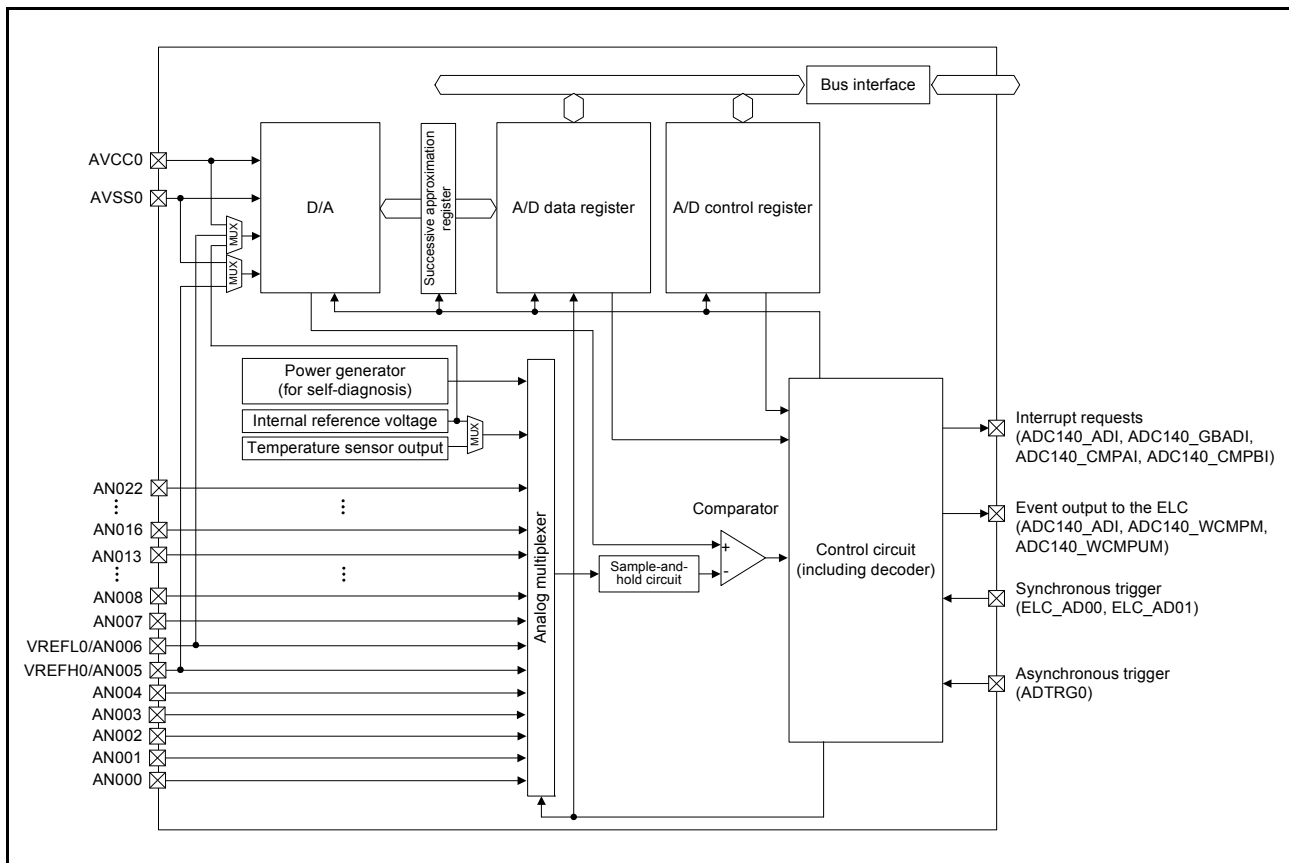 Bus interface
AVCC0
AVSS0
MUX
MUX
D/A
Successive approximation
register
A/D data register
A/D control register
Power generator
(for self-diagnosis)
Internal reference voltage
Temperature sensor output
MUX
AN022
⋮
AN016
AN013
⋮
AN008
AN007
VREFL0/AN006
VREFH0/AN005
AN004
AN003
AN002
AN001
AN000
⋮
⋮
Analog multiplexer
Sample-and-
hold circuit
Comparator
+
-
Control circuit
(including decoder)
Interrupt requests
(ADC140_ADI, ADC140_GBADI,
ADC140_CMPAI, ADC140_CMPBI)
Event output to the ELC
(ADC140_ADI, ADC140_WCMPM,
ADC140_WCMPUM)
Synchronous trigger
(ELC_AD00, ELC_AD01)
Asynchronous trigger
(ADTRG0)